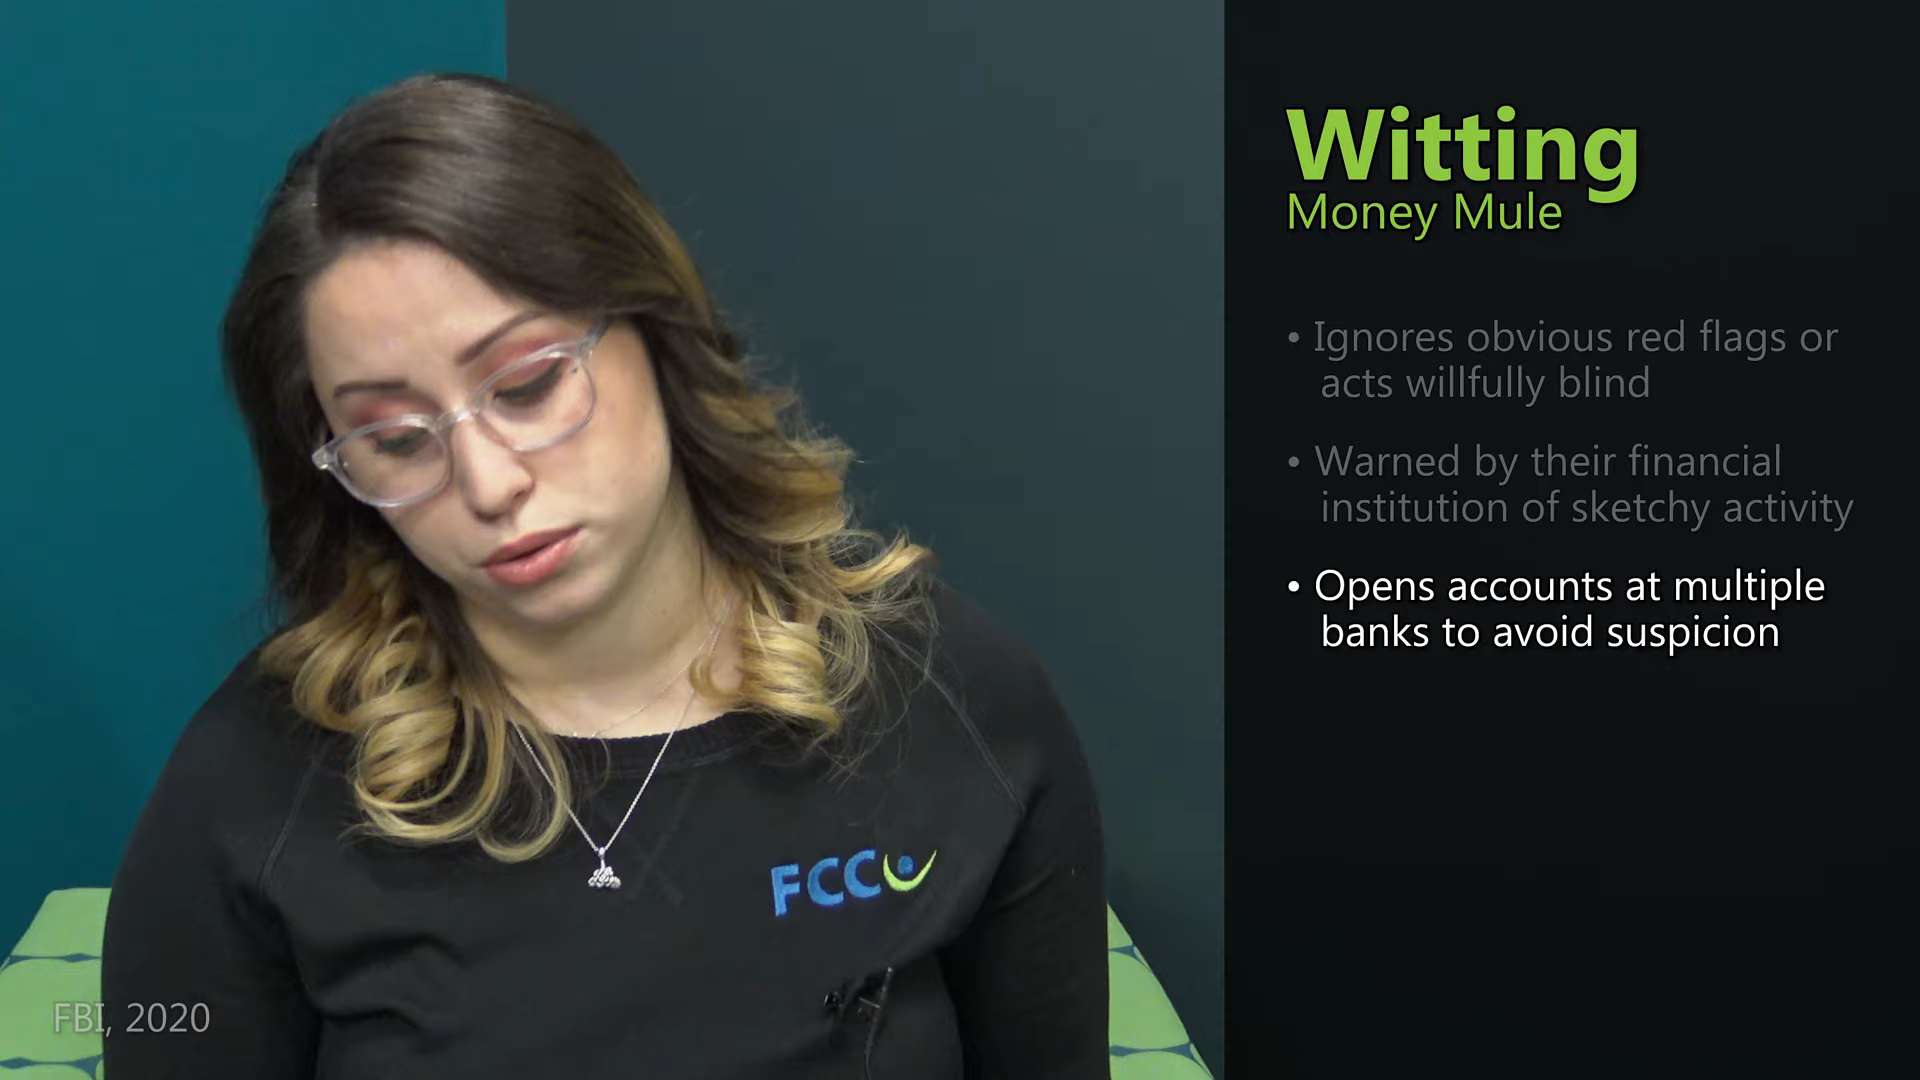 Witting
Money Mule
• Ignores obvious red flags or
acts willfully blind
• Warned by their financial
institution of sketchy activity
• Opens accounts at multiple
banks to avoid suspicion
FCCU
FBI, 2020